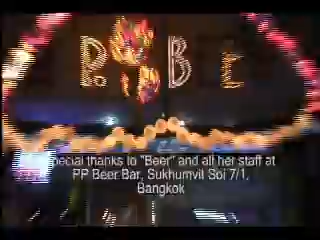 Special thanks to "Beer" and all her staff at
PP Beer Bar, Sukhumvit Soi 7/1,
Bangkok